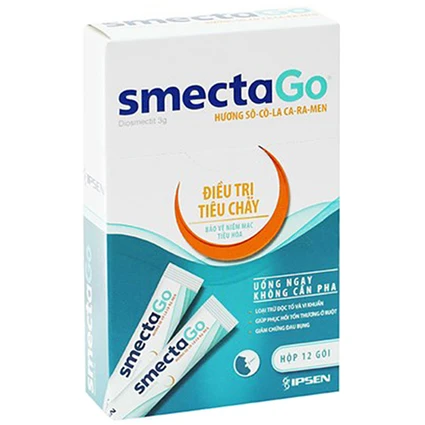 smectaGo®
Diosmectit 3g
HƯƠNG SÔ-CÔ-LA CA-RA-MEN
ĐIỀU TRỊ
TIÊU CHẢY
BẢO VỆ NIÊM MẠC
TIÊU HÓA
UỐNG NGAY
KHÔNG CẦN PHA
LOẠI TRỪ ĐỘC TỐ VÀ VI KHUẨN
GIÚP PHỤC HỒI TỔN THƯƠNG Ở RUỘT
GIẢM CHỨNG ĐAU BỤNG
HỘP 12 GÓI
IPSEN
smectaGo
smectaGo
smectaGo